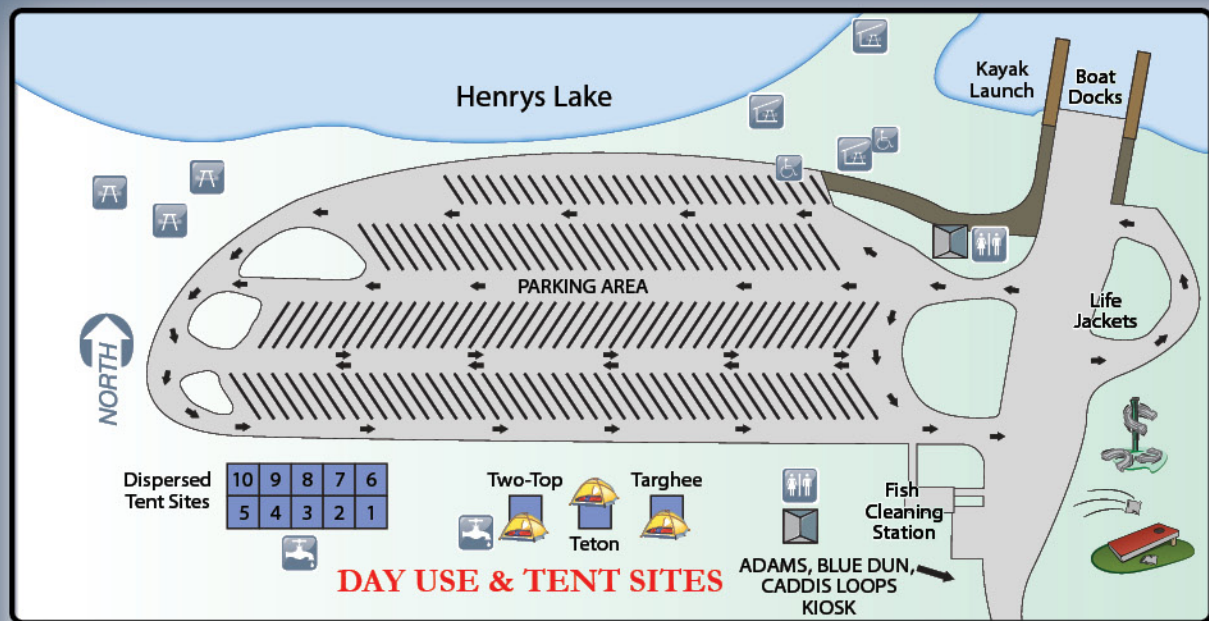 Henrys Lake
Kayak
Launch
Boat
Docks
PARKING AREA
Life
Jackets
NORTH
Dispersed
Tent Sites
10 9 8 7 6
5 4 3 2 1
Two-Top
Teton
Targhee
Fish
Cleaning
Station
DAY USE & TENT SITES
ADAMS, BLUE DUN,
CADDIS LOOPS
KIOSK